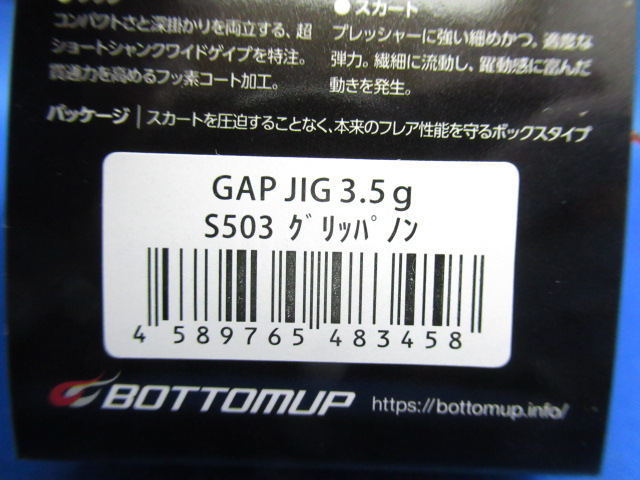 コンパクトさと深掛かりを両立する、超
ショートシャンクワイドゲイプを特注。
貫通力を高めるフッ素コート加工。
● スカート
プレッシャーに強い細めかつ、適度な
弾力。繊細に流動し、躍動感に富んだ
動きを発生。
パッケージ | スカートを圧迫することなく、本来のフレア性能を守るボックスタイプ
GAP JIG 3.5g
S503 ｸﾞﾘｯﾊﾟﾉﾝ
4 589765 483458
BOTTOMUP
https://bottomup.info/